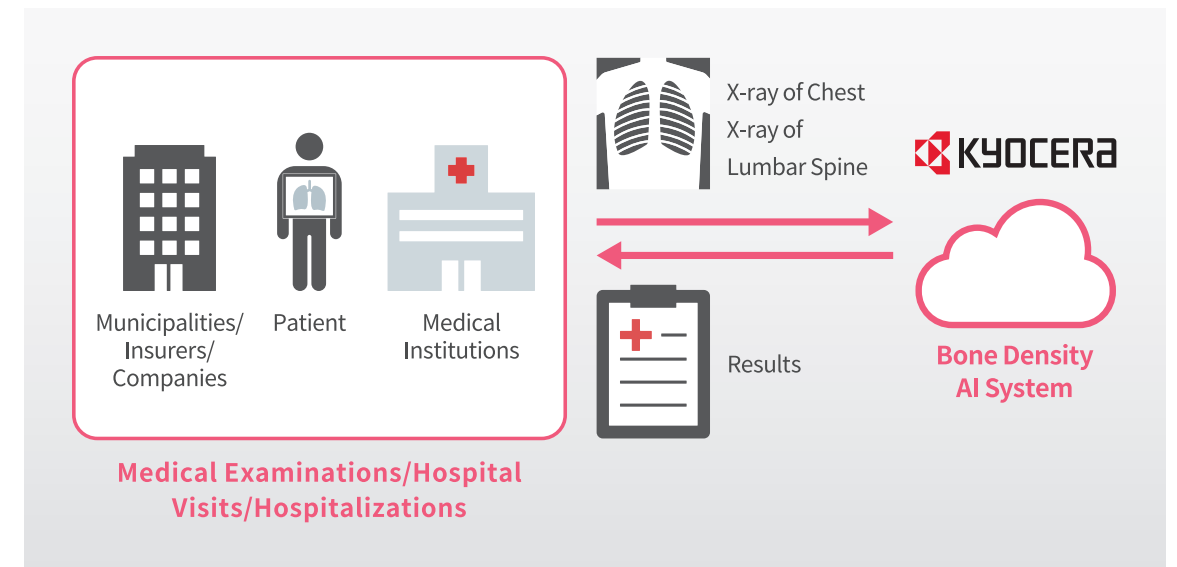 Municipalities/
Insurers/
Companies
Patient
Medical
Institutions
Medical Examinations/Hospital
Visits/Hospitalizations
X-ray of Chest
X-ray of
Lumbar Spine
Results
KYOCERA
Bone Density
AI System